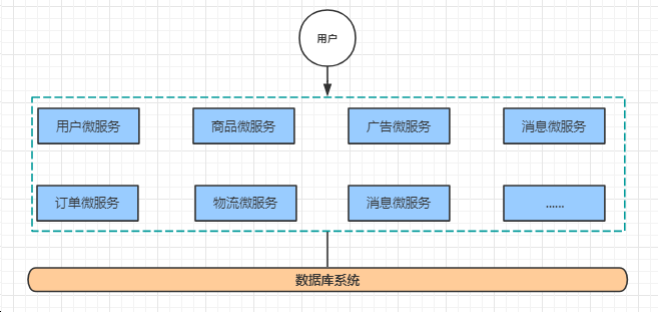 用户
用户微服务
商品微服务
广告微服务
消息微服务
订单微服务
物流微服务
消息微服务
......
数据库系统